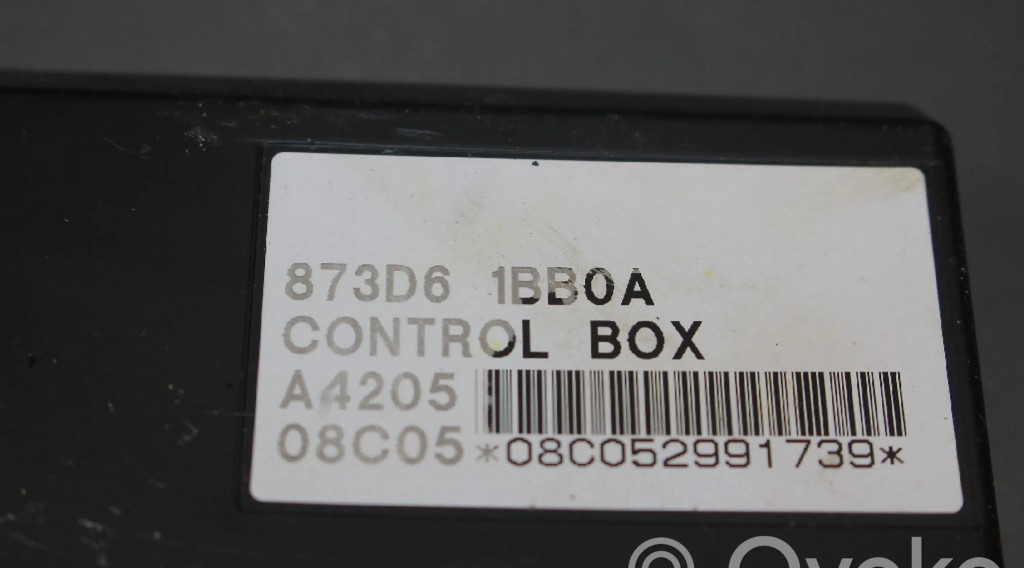 873D6 1BB0A
CONTROL BOX
A4205
08C05 *08C052991739*
©